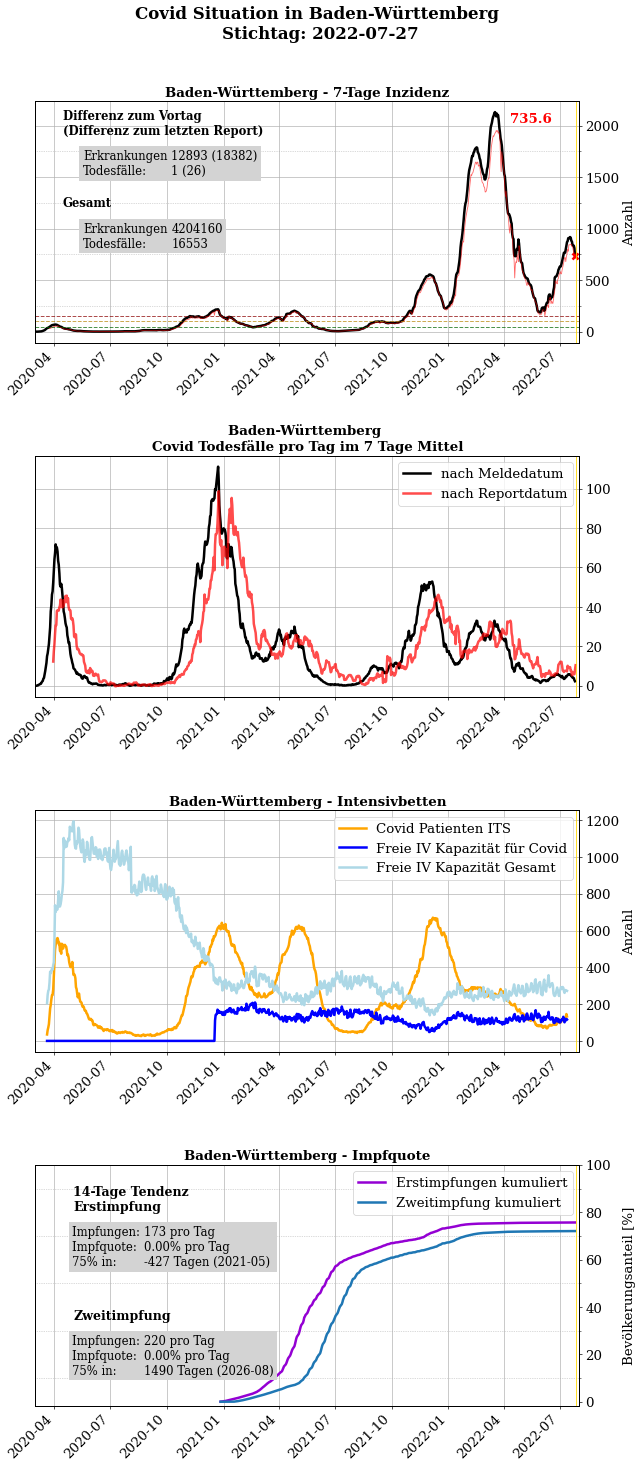 Covid Situation in Baden-Württemberg
Stichtag: 2022-07-27
Baden-Württemberg - 7-Tage Inzidenz
Differenz zum Vortag
(Differenz zum letzten Report)
Erkrankungen 12893 (18382)
Todesfälle: 1 (26)
Gesamt
Erkrankungen 4204160
Todesfälle: 16553
735.6
2000
1500
1000
500
0
Anzahl
2020-04 2020-07 2020-10 2021-01 2021-04 2021-07 2021-10 2022-01 2022-04 2022-07
Baden-Württemberg
Covid Todesfälle pro Tag im 7 Tage Mittel
nach Meldedatum
nach Reportdatum
100
80
60
40
20
0
2020-04 2020-07 2020-10 2021-01 2021-04 2021-07 2021-10 2022-01 2022-04 2022-07
Baden-Württemberg - Intensivbetten
Covid Patienten ITS
Freie IV Kapazität für Covid
Freie IV Kapazität Gesamt
1200
1000
800
600
400
200
0
Anzahl
2020-04 2020-07 2020-10 2021-01 2021-04 2021-07 2021-10 2022-01 2022-04 2022-07
Baden-Württemberg - Impfquote
14-Tage Tendenz
Erstimpfung
Impfungen: 173 pro Tag
Impfquote: 0.00% pro Tag
75% in: -427 Tagen (2021-05)
Zweitimpfung
Impfungen: 220 pro Tag
Impfquote: 0.00% pro Tag
75% in: 1490 Tagen (2026-08)
Erstimpfungen kumuliert
Zweitimpfung kumuliert
100
80
60
40
20
0
Bevölkerungsanteil [%]
2020-04 2020-07 2020-10 2021-01 2021-04 2021-07 2021-10 2022-01 2022-04 2022-07